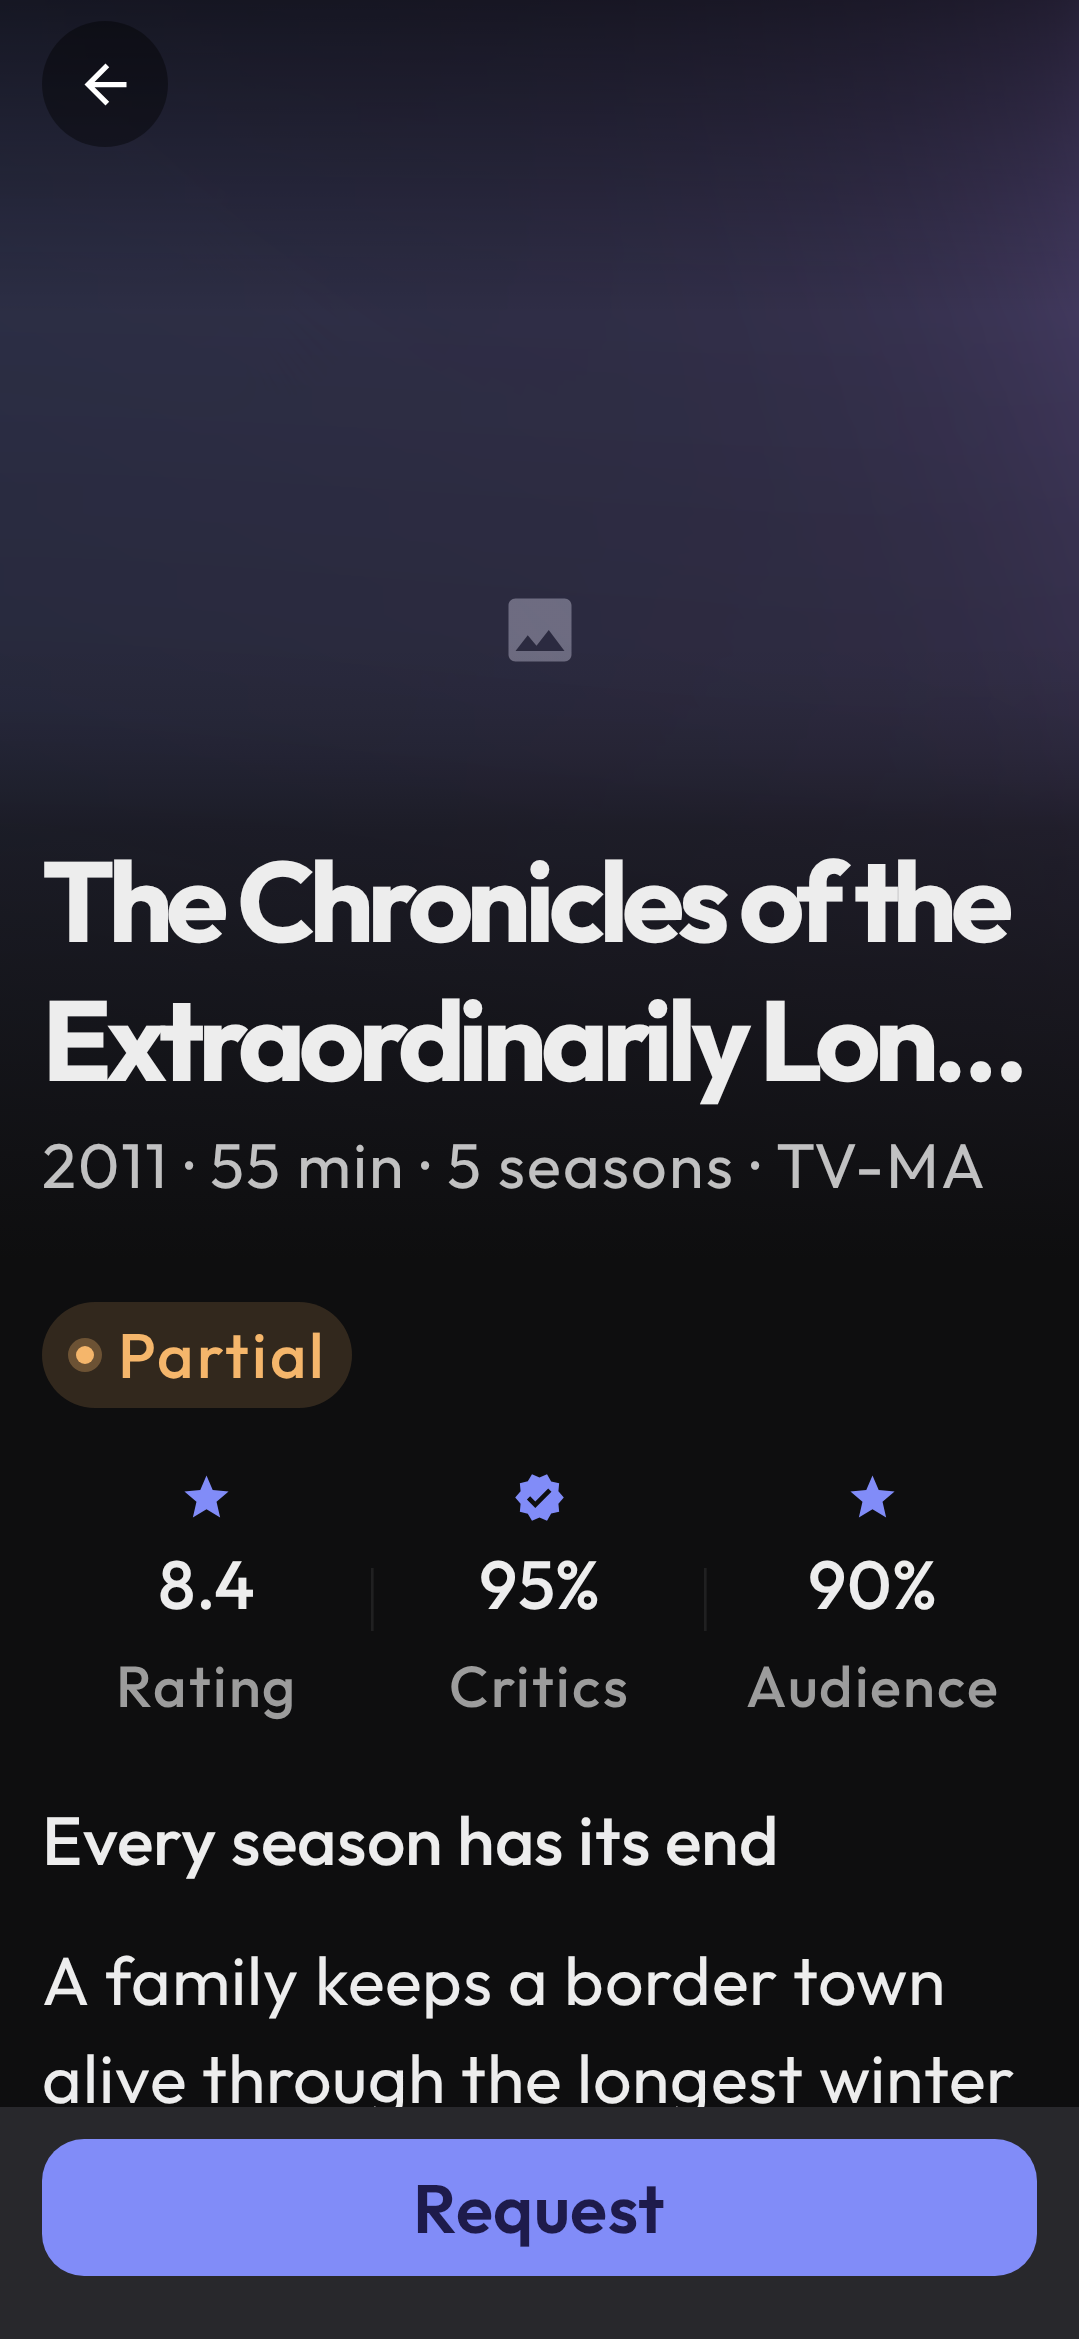 The Chronicles of the
Extraordinarily Lon...
2011 · 55 min · 5 seasons · TV-MA
Partial
8.4
95%
90%
Rating
Critics
Audience
Every season has its end
A family keeps a border town
alive through the longest winter
Request